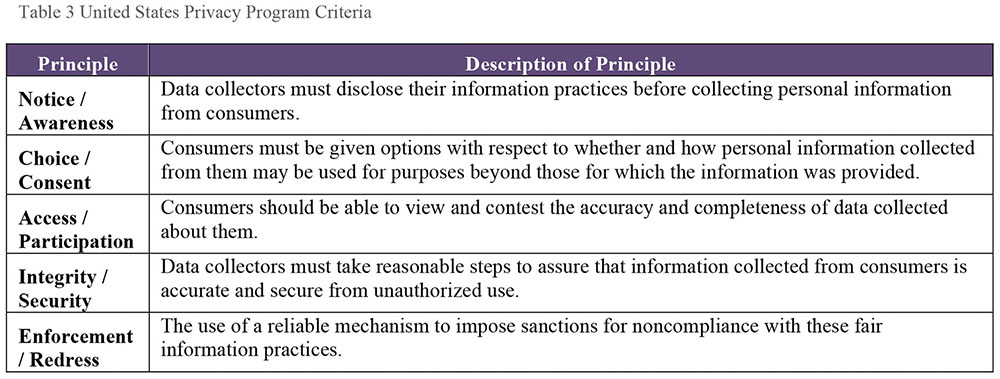 Table 3 United States Privacy Program Criteria
Principle
Description of Principle
Notice /
Awareness
Data collectors must disclose their information practices before collecting personal information
from consumers.
Choice /
Consent
Consumers must be given options with respect to whether and how personal information collected
from them may be used for purposes beyond those for which the information was provided.
Access /
Participation
Consumers should be able to view and contest the accuracy and completeness of data collected
about them.
Integrity /
Security
Data collectors must take reasonable steps to assure that information collected from consumers is
accurate and secure from unauthorized use.
Enforcement
/ Redress
The use of a reliable mechanism to impose sanctions for noncompliance with these fair
information practices.